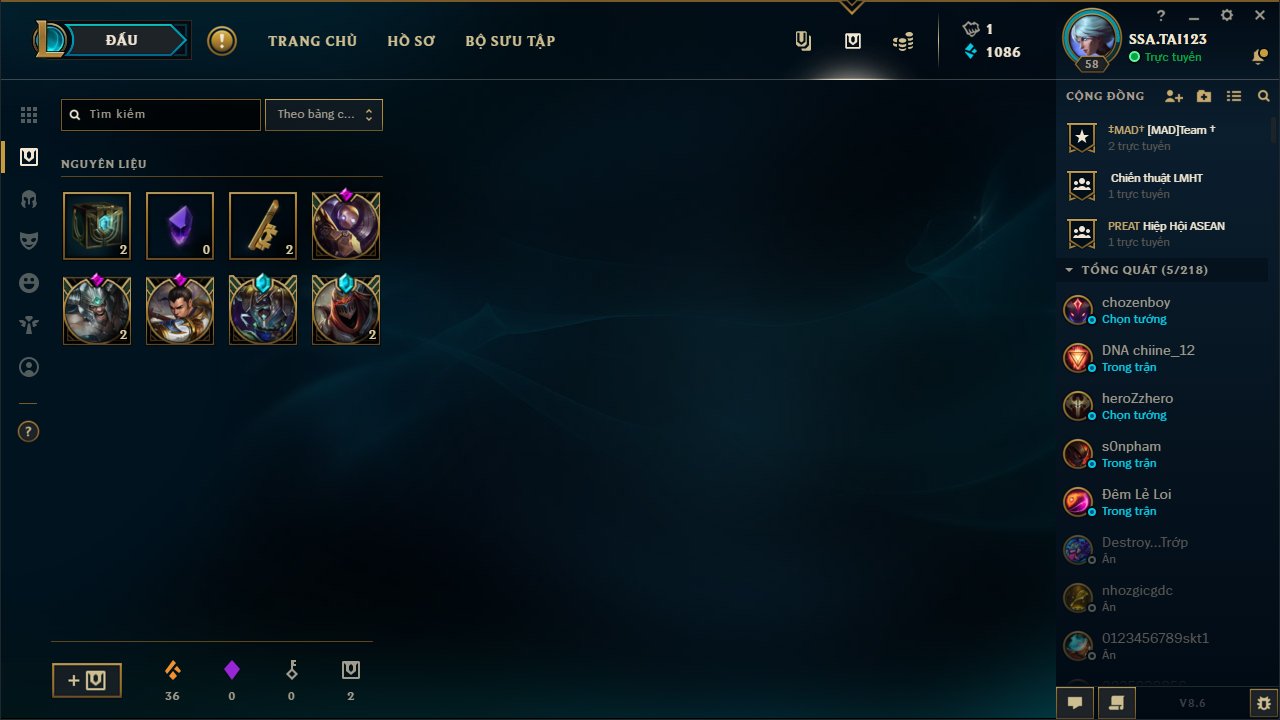 ĐẤU
TRANG CHỦ
HỒ SƠ
BỘ SƯU TẬP
1
1086
58
SSA.TAI123
Trực tuyến
Tìm kiếm
Theo bảng c...
NGUYÊN LIỆU
2
0
2
2
2
36
0
0
2
CỘNG ĐỒNG
‡MAD† [MAD]Team †
2 trực tuyến
Chiến thuật LMHT
1 trực tuyến
PREAT Hiệp Hội ASEAN
1 trực tuyến
TỔNG QUÁT (5/218)
chozenboy
Chọn tướng
DNA chiine_12
Trong trận
heroZzhero
Chọn tướng
s0npham
Trong trận
Đêm Lẻ Loi
Trong trận
Destroy...Trớp
Ẩn
nhozgicgdc
Ẩn
0123456789skt1
Ẩn
V8.6